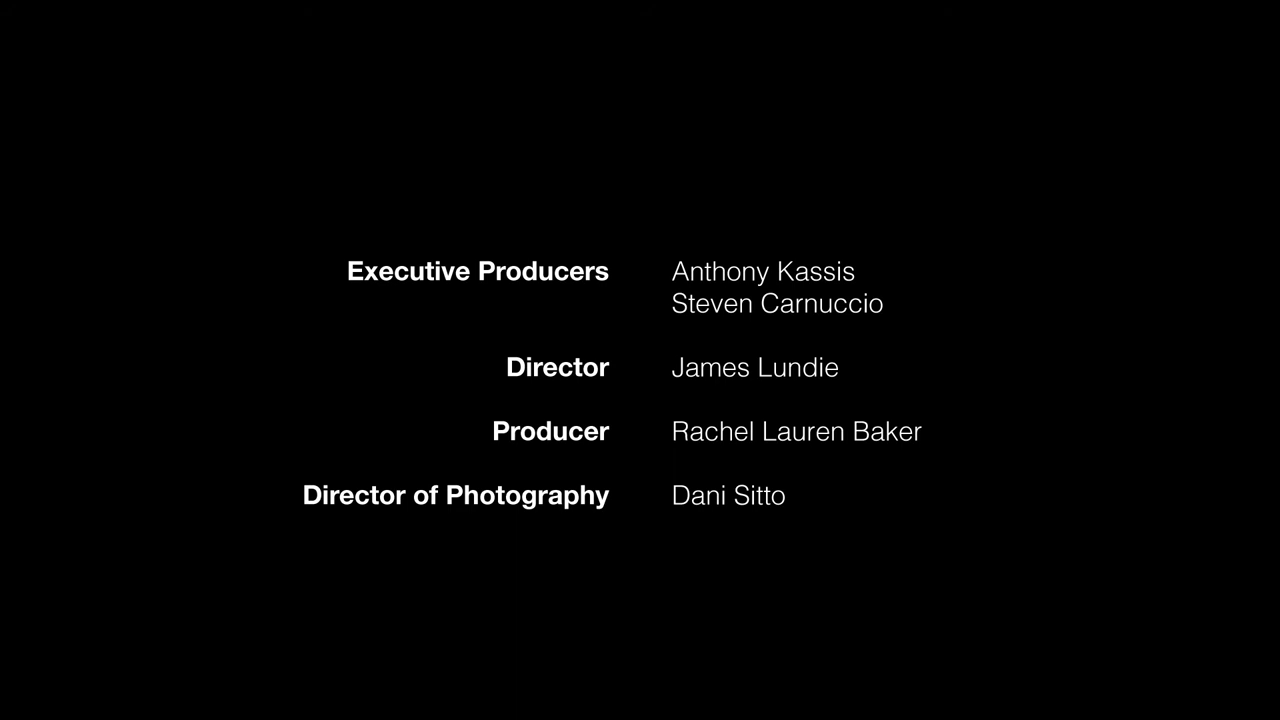 Executive Producers Anthony Kassis
Steven Carnuccio
Director James Lundie
Producer Rachel Lauren Baker
Director of Photography Dani Sitto